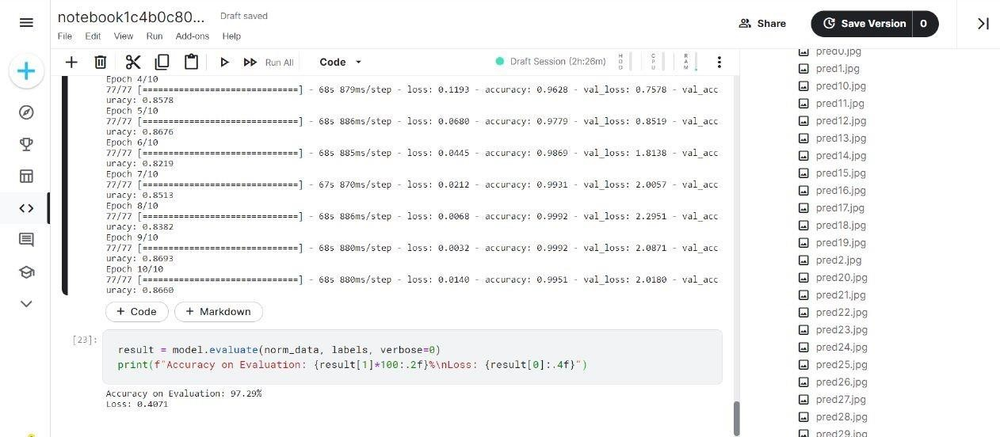 notebook1c4b0c80...
Draft saved
File Edit View Run Add-ons Help
Share
Save Version 0
Run All
Code
Draft Session (2h:26m)
HDD
CPU
RAM
Epoch 4/10
77/77 [==============================] - 68s 879ms/step - loss: 0.1193 - accuracy: 0.9628 - val_loss: 0.7578 - val_acc
uracy: 0.8578
Epoch 5/10
77/77 [==============================] - 68s 886ms/step - loss: 0.0680 - accuracy: 0.9779 - val_loss: 0.8519 - val_acc
uracy: 0.8676
Epoch 6/10
77/77 [==============================] - 68s 885ms/step - loss: 0.0445 - accuracy: 0.9869 - val_loss: 1.8138 - val_acc
uracy: 0.8219
Epoch 7/10
77/77 [==============================] - 67s 870ms/step - loss: 0.0212 - accuracy: 0.9931 - val_loss: 2.0057 - val_acc
uracy: 0.8513
Epoch 8/10
77/77 [==============================] - 68s 886ms/step - loss: 0.0068 - accuracy: 0.9992 - val_loss: 2.2951 - val_acc
uracy: 0.8382
Epoch 9/10
77/77 [==============================] - 68s 880ms/step - loss: 0.0032 - accuracy: 0.9992 - val_loss: 2.0871 - val_acc
uracy: 0.8693
Epoch 10/10
77/77 [==============================] - 68s 880ms/step - loss: 0.0140 - accuracy: 0.9951 - val_loss: 2.0180 - val_acc
uracy: 0.8660
+ Code
+ Markdown
[23]:
result = model.evaluate(norm_data, labels, verbose=0)
print(f"Accuracy on Evaluation: {result[1]*100:.2f}%\nLoss: {result[0]:.4f}")
Accuracy on Evaluation: 97.29%
Loss: 0.4071
pred0.jpg
pred1.jpg
pred10.jpg
pred11.jpg
pred12.jpg
pred13.jpg
pred14.jpg
pred15.jpg
pred16.jpg
pred17.jpg
pred18.jpg
pred19.jpg
pred2.jpg
pred20.jpg
pred21.jpg
pred22.jpg
pred23.jpg
pred24.jpg
pred25.jpg
pred26.jpg
pred27.jpg
pred28.jpg
pred29.jpg